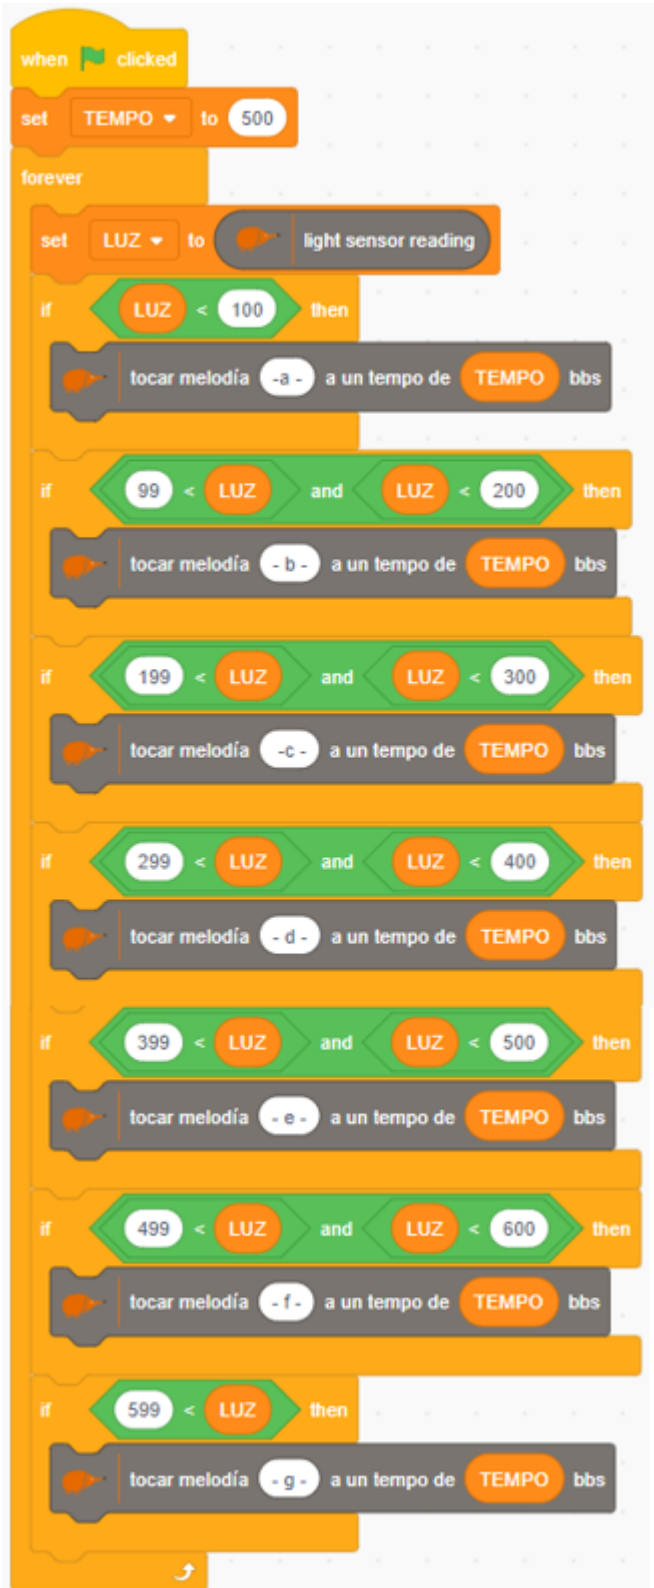 when clicked
set TEMPO to 500
forever
set LUZ to light sensor reading
if LUZ < 100 then
tocar melodía -a - a un tempo de TEMPO bbs
if 99 < LUZ and LUZ < 200 then
tocar melodía - b - a un tempo de TEMPO bbs
if 199 < LUZ and LUZ < 300 then
tocar melodía -c - a un tempo de TEMPO bbs
if 299 < LUZ and LUZ < 400 then
tocar melodía - d - a un tempo de TEMPO bbs
if 399 < LUZ and LUZ < 500 then
tocar melodía - e - a un tempo de TEMPO bbs
if 499 < LUZ and LUZ < 600 then
tocar melodía - f - a un tempo de TEMPO bbs
if 599 < LUZ then
tocar melodía - g - a un tempo de TEMPO bbs